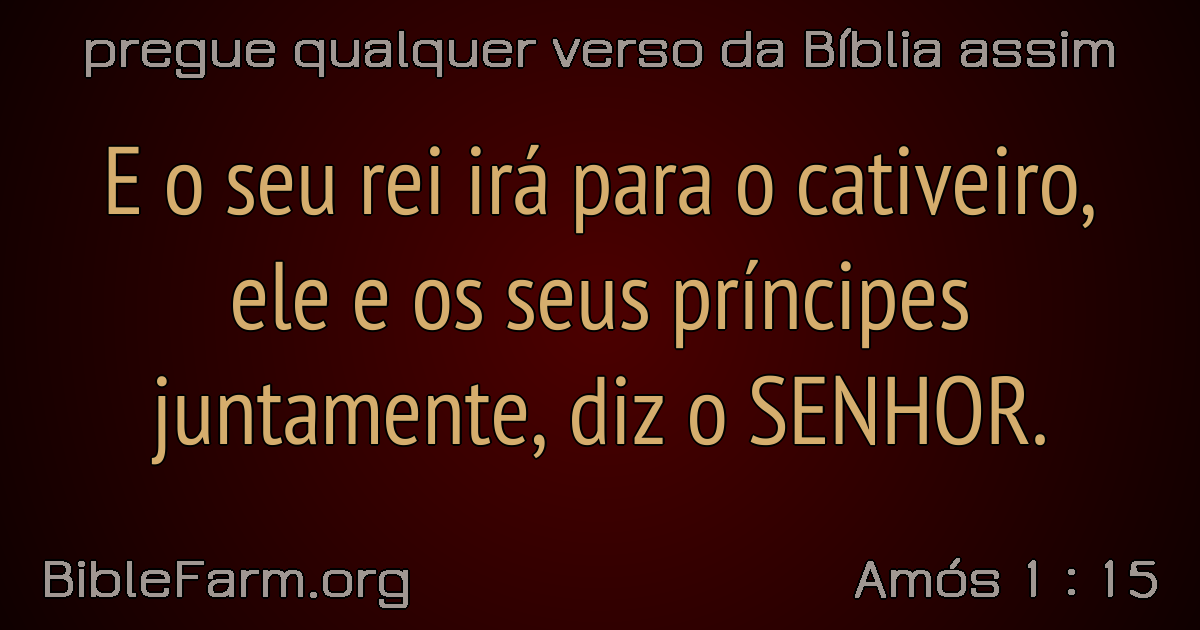 pregue qualquer verso da Bíblia assim
E o seu rei irá para o cativeiro,
ele e os seus príncipes
juntamente, diz o SENHOR.
BibleFarm.org
Amós 1 : 15